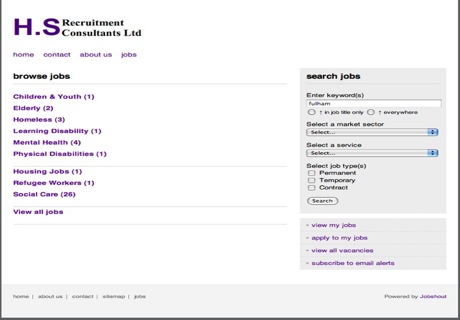 H.S Recruitment
Consultants Ltd
home contact about us jobs
browse jobs
Children & Youth (1)
Elderly (2)
Homeless (3)
Learning Disability (1)
Mental Health (4)
Physical Disabilities (1)
Housing Jobs (1)
Refugee Workers (1)
Social Care (26)
View all jobs
search jobs
Enter keyword(s)
fulham
↑ in job title only ↑ everywhere
Select a market sector
Select...
Select a service
Select...
Select job type(s)
Permanent
Temporary
Contract
Search
- view my jobs
- apply to my jobs
- view all vacancies
- subscribe to email alerts
home | about us | contact | sitemap | jobs
Powered by Jobshout